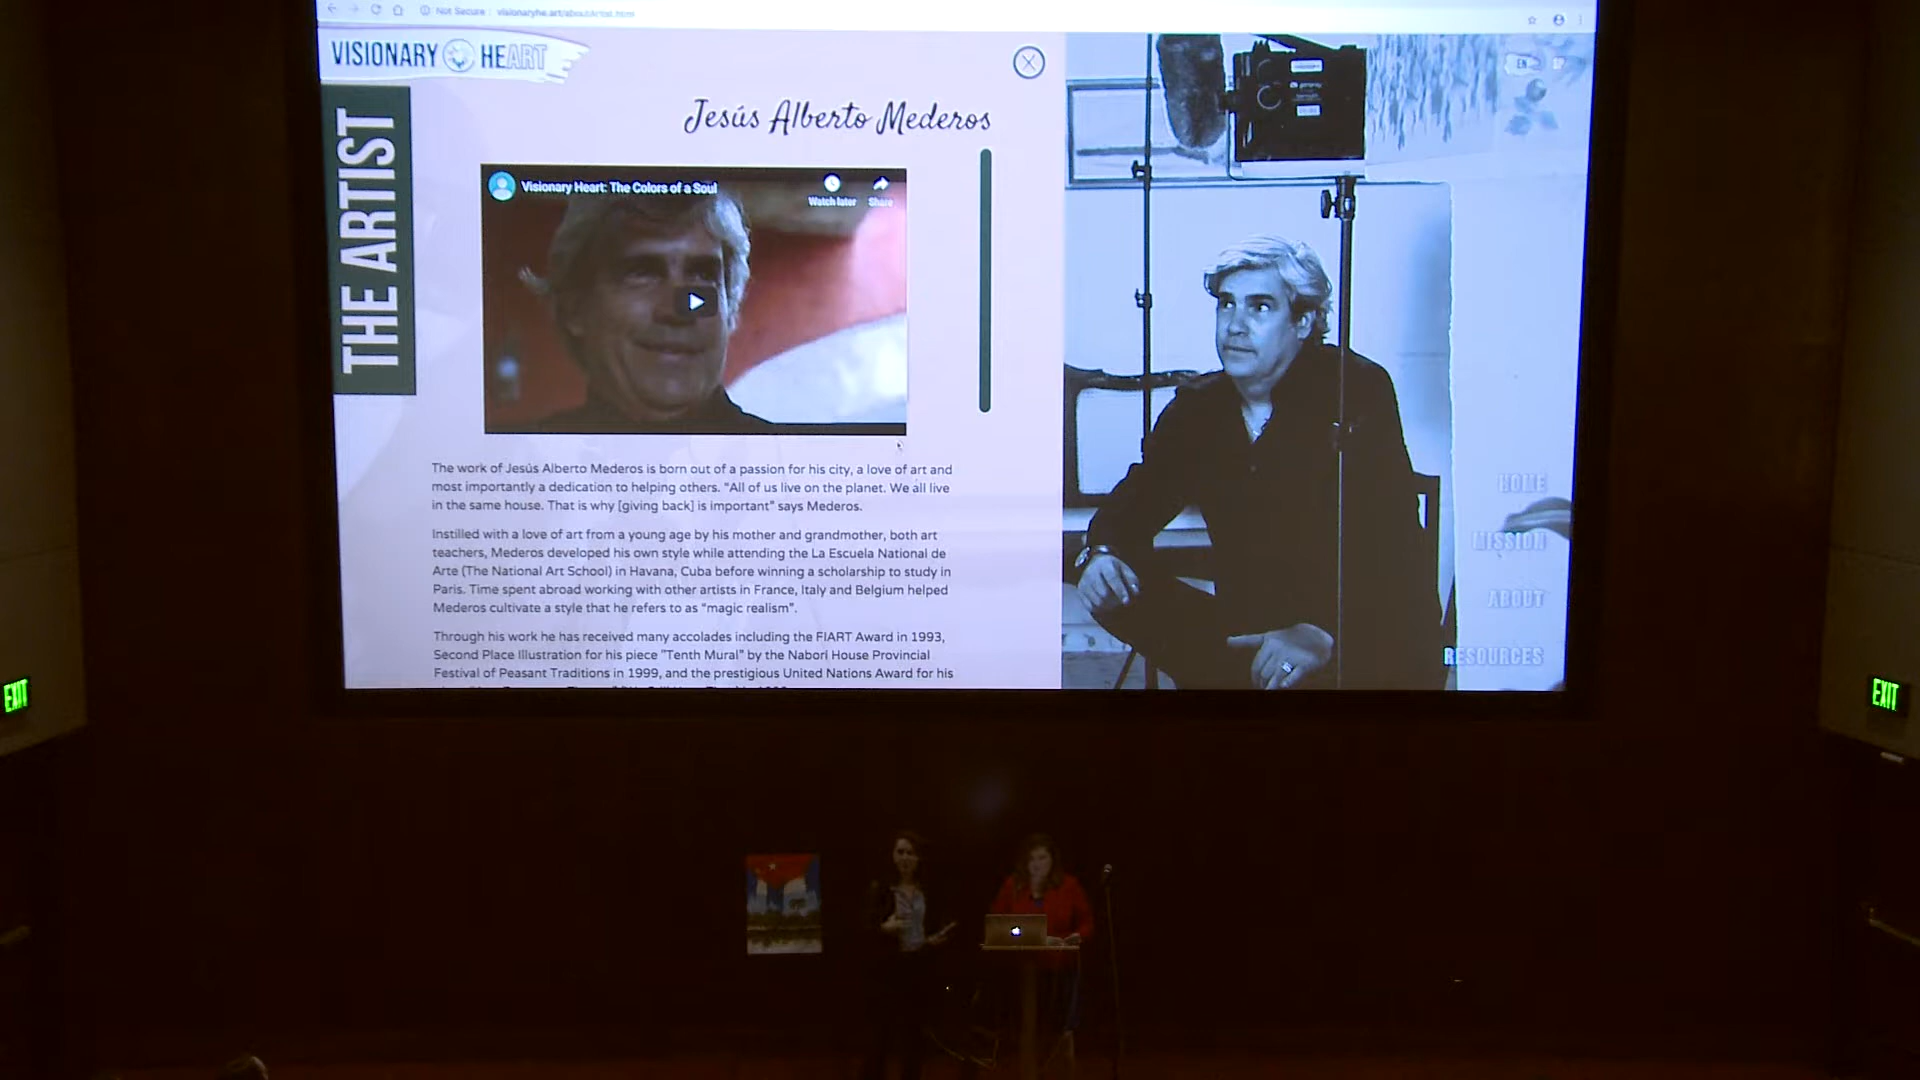 Not Secure | visionaryhe.art/aboutArtist.html
VISIONARY HEART
EN
THE ARTIST
Jesús Alberto Mederos
Visionary Heart: The Colors of a Soul
Watch later
Share
The work of Jesús Alberto Mederos is born out of a passion for his city, a love of art and
most importantly a dedication to helping others. "All of us live on the planet. We all live
in the same house. That is why [giving back] is important" says Mederos.
Instilled with a love of art from a young age by his mother and grandmother, both art
teachers, Mederos developed his own style while attending the La Escuela National de
Arte (The National Art School) in Havana, Cuba before winning a scholarship to study in
Paris. Time spent abroad working with other artists in France, Italy and Belgium helped
Mederos cultivate a style that he refers to as "magic realism".
Through his work he has received many accolades including the FIART Award in 1993,
Second Place Illustration for his piece "Tenth Mural" by the Nabori House Provincial
Festival of Peasant Traditions in 1999, and the prestigious United Nations Award for his
HOME
MISSION
ABOUT
RESOURCES
EXIT
EXIT